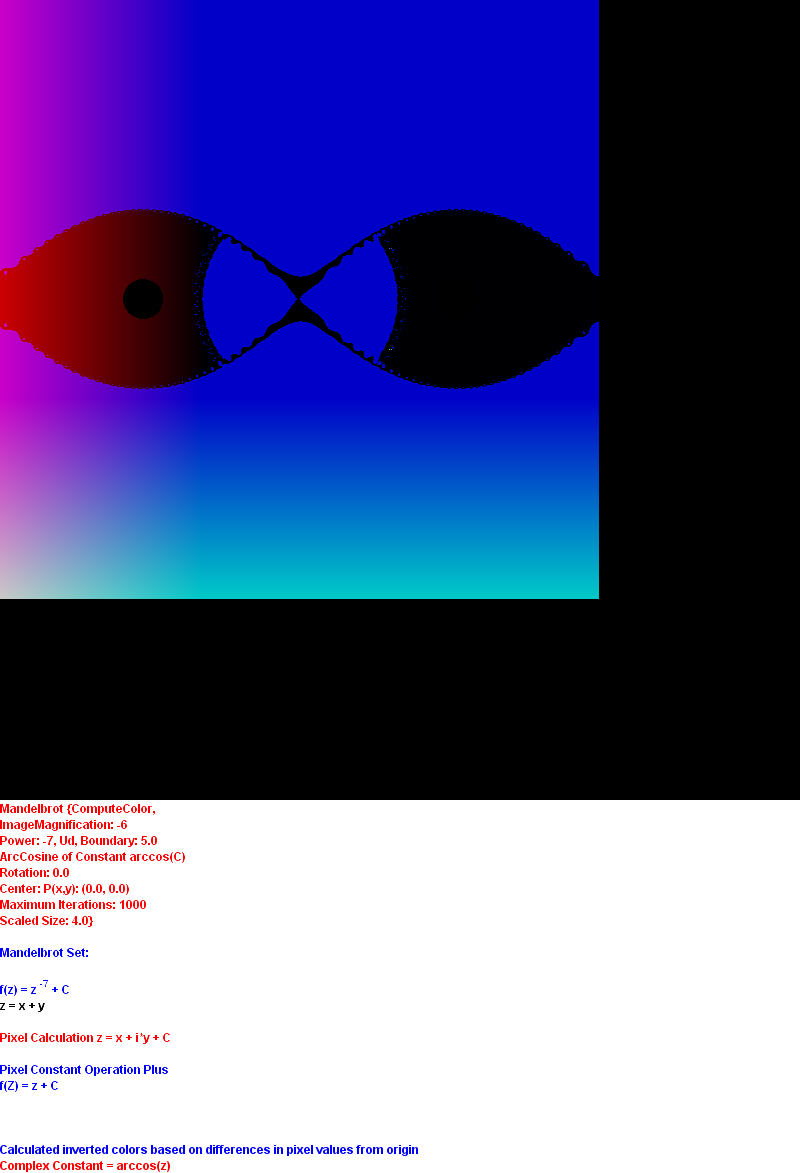 Mandelbrot {ComputeColor,
ImageMagnification: -6
Power: -7, Ud, Boundary: 5.0
ArcCosine of Constant arccos(C)
Rotation: 0.0
Center: P(x,y): (0.0, 0.0)
Maximum Iterations: 1000
Scaled Size: 4.0}
Mandelbrot Set:
f(z) = z -7 + C
z = x + y
Pixel Calculation z = x + i*y + C
Pixel Constant Operation Plus
f(Z) = z + C
Calculated inverted colors based on differences in pixel values from origin
Complex Constant = arccos(z)